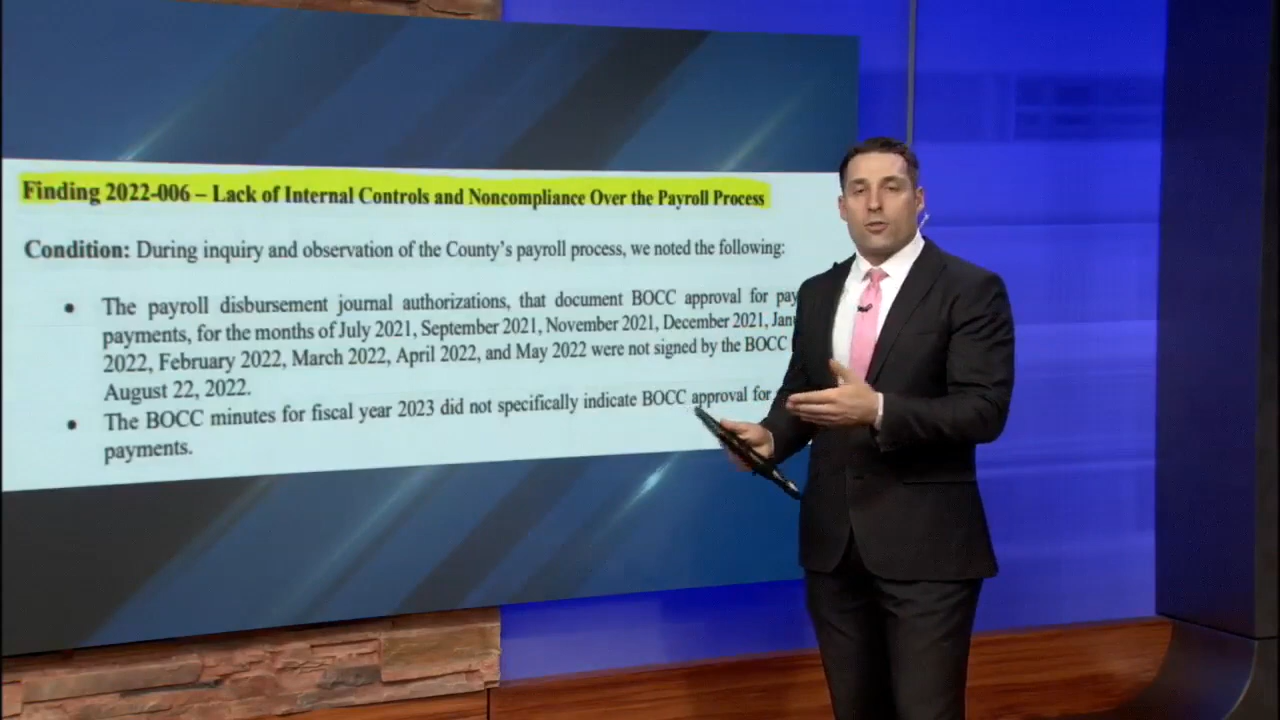 Finding 2022-006 – Lack of Internal Controls and Noncompliance Over the Payroll Process
Condition: During inquiry and observation of the County's payroll process, we noted the following:
• The payroll disbursement journal authorizations, that document BOCC approval for
payments, for the months of July 2021, September 2021, November 2021, December 2021,
2022, February 2022, March 2022, April 2022, and May 2022 were not signed by the BOCC
August 22, 2022.
• The BOCC minutes for fiscal year 2023 did not specifically indicate BOCC approval for
payments.